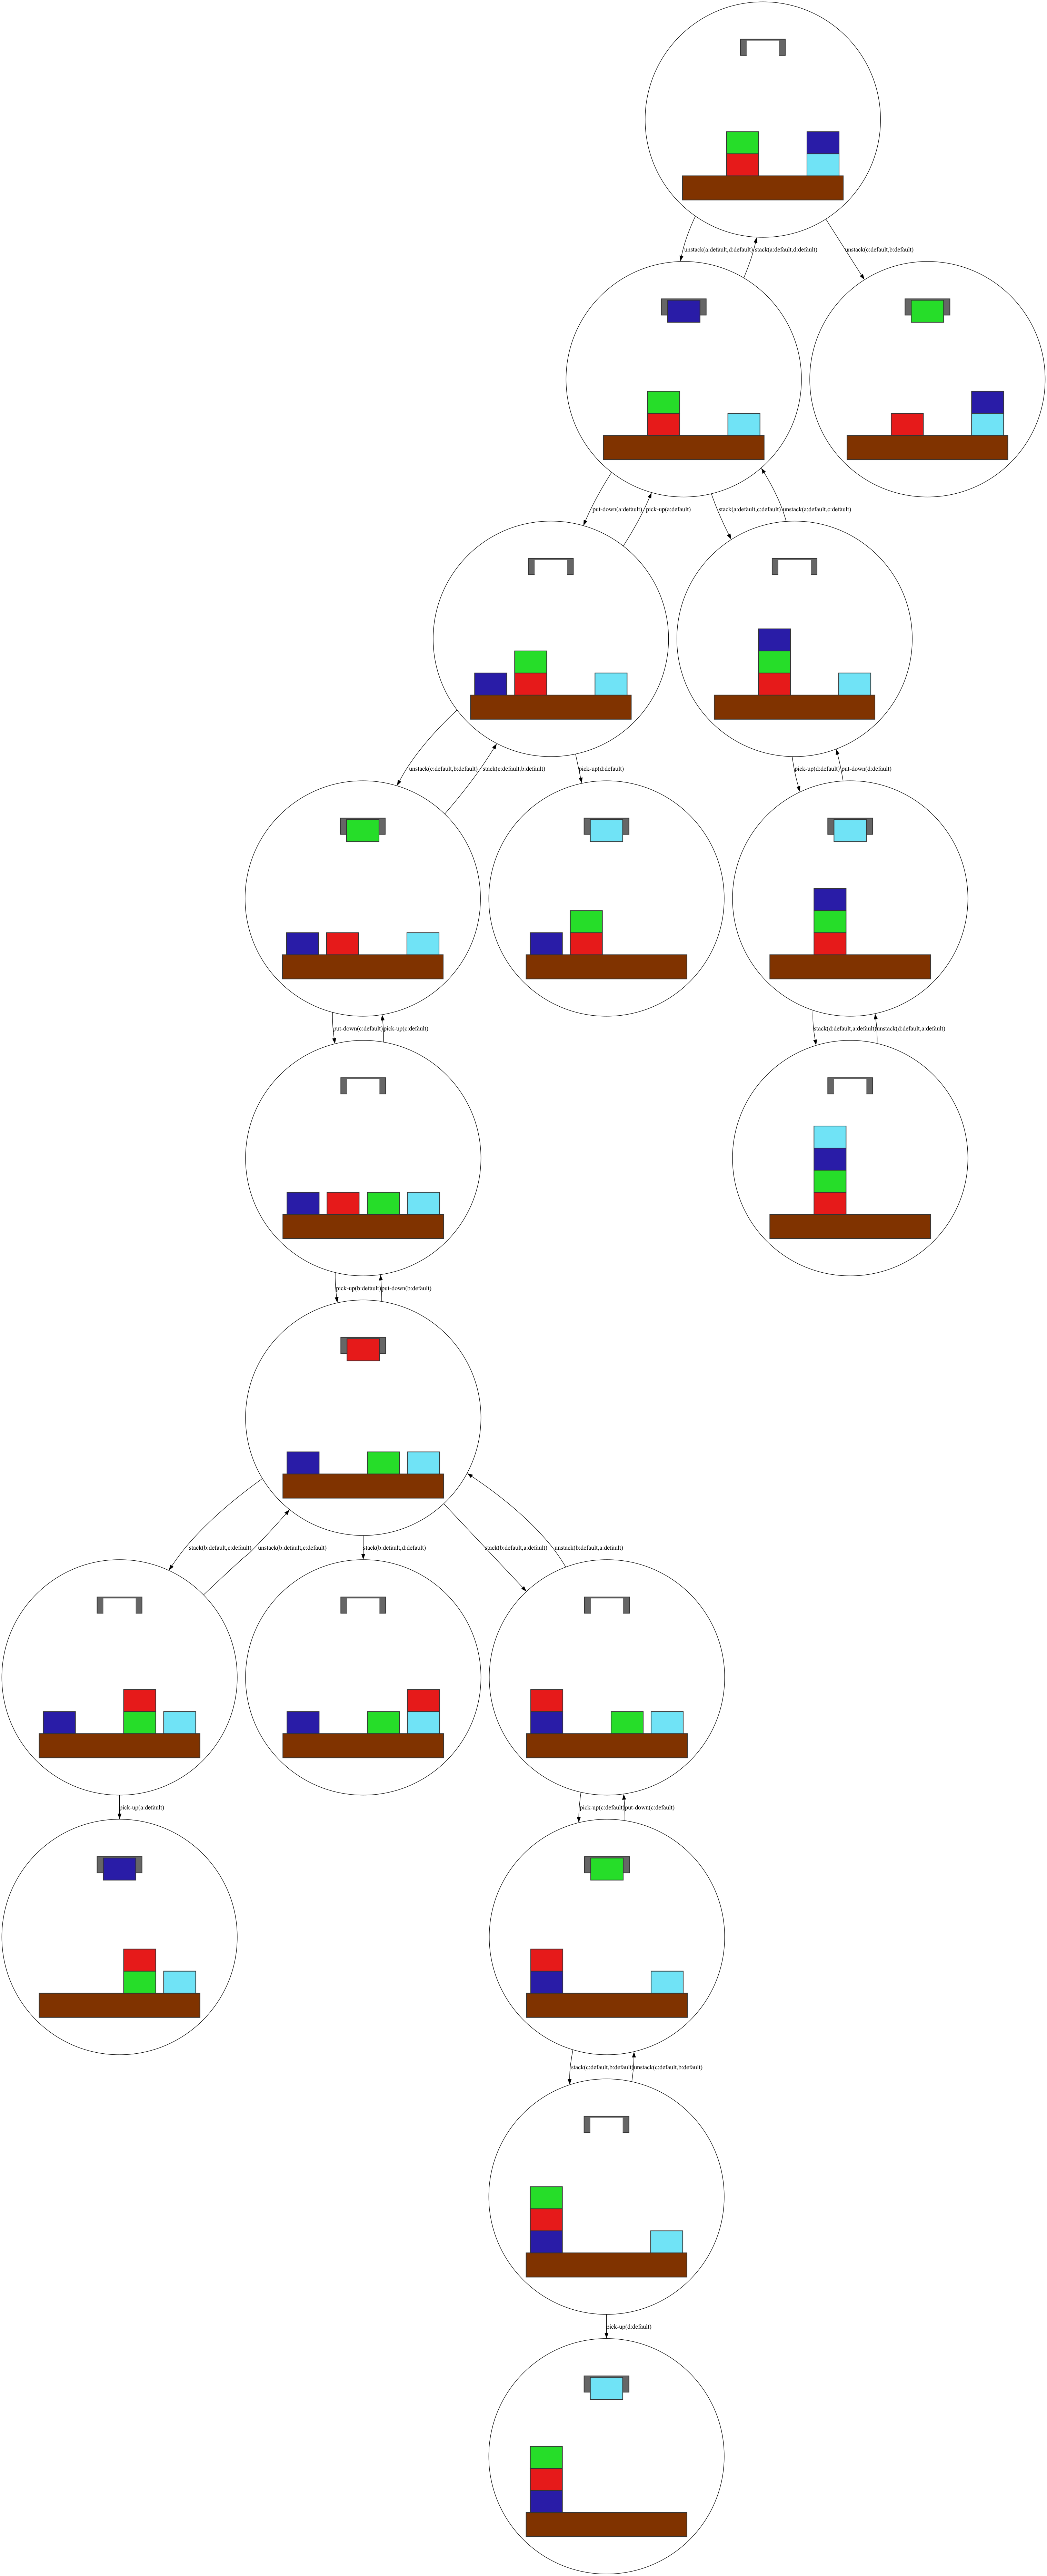 unstack(a:default,d:default)
stack(a:default,d:default)
unstack(c:default,b:default)
put-down(a:default)
pick-up(a:default)
stack(a:default,c:default)
unstack(a:default,c:default)
unstack(c:default,b:default)
stack(c:default,b:default)
pick-up(d:default)
pick-up(d:default)
put-down(d:default)
put-down(c:default)
pick-up(c:default)
stack(d:default,a:default)
unstack(d:default,a:default)
pick-up(b:default)
put-down(b:default)
stack(b:default,c:default)
unstack(b:default,c:default)
stack(b:default,d:default)
stack(b:default,a:default)
unstack(b:default,a:default)
pick-up(a:default)
pick-up(c:default)
put-down(c:default)
stack(c:default,b:default)
unstack(c:default,b:default)
pick-up(d:default)